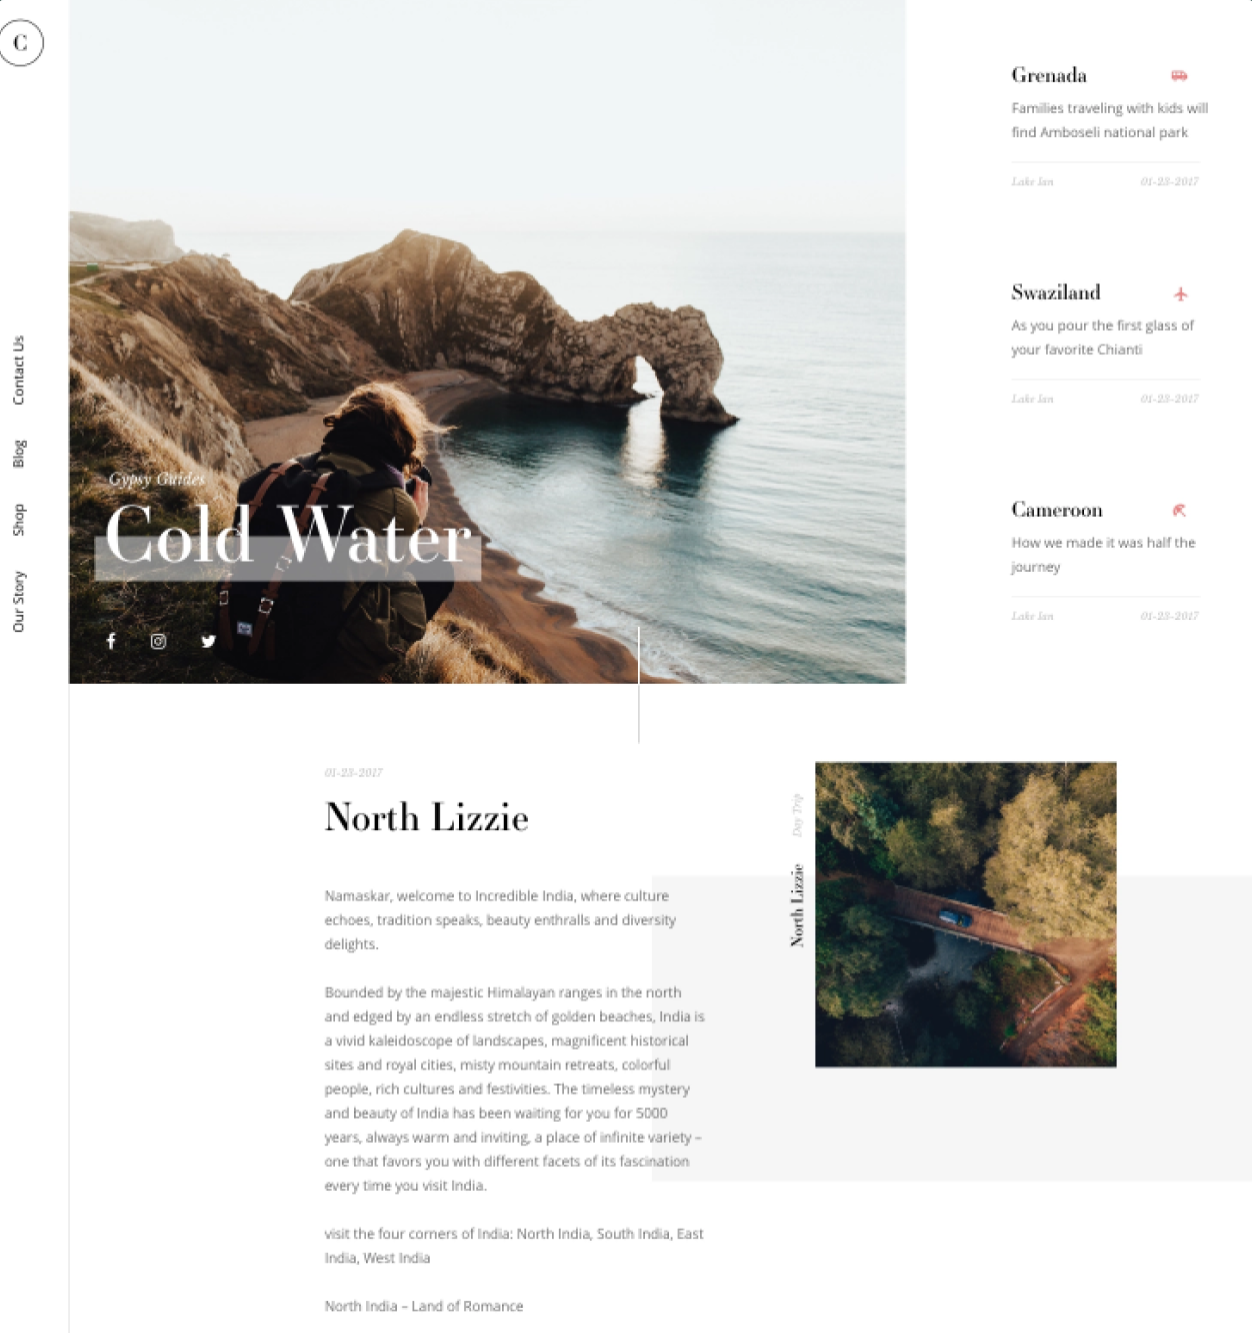 C
Contact Us
Blog
Shop
Our Story
Gypsy Guides
Cold Water
Grenada
Families traveling with kids will
find Amboseli national park
Lake Ian 01-23-2017
Swaziland
As you pour the first glass of
your favorite Chianti
Lake Ian 01-23-2017
Cameroon
How we made it was half the
journey
Lake Ian 01-23-2017
01-23-2017
North Lizzie
Namaskar, welcome to Incredible India, where culture
echoes, tradition speaks, beauty enthralls and diversity
delights.
Bounded by the majestic Himalayan ranges in the north
and edged by an endless stretch of golden beaches, India is
a vivid kaleidoscope of landscapes, magnificent historical
sites and royal cities, misty mountain retreats, colorful
people, rich cultures and festivities. The timeless mystery
and beauty of India has been waiting for you for 5000
years, always warm and inviting, a place of infinite variety –
one that favors you with different facets of its fascination
every time you visit India.
visit the four corners of India: North India, South India, East
India, West India
North India – Land of Romance
North Lizzie Day Trip